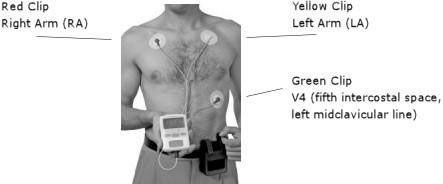 Red Clip
Right Arm (RA)
Yellow Clip
Left Arm (LA)
Green Clip
V4 (fifth intercostal space,
left midclavicular line)